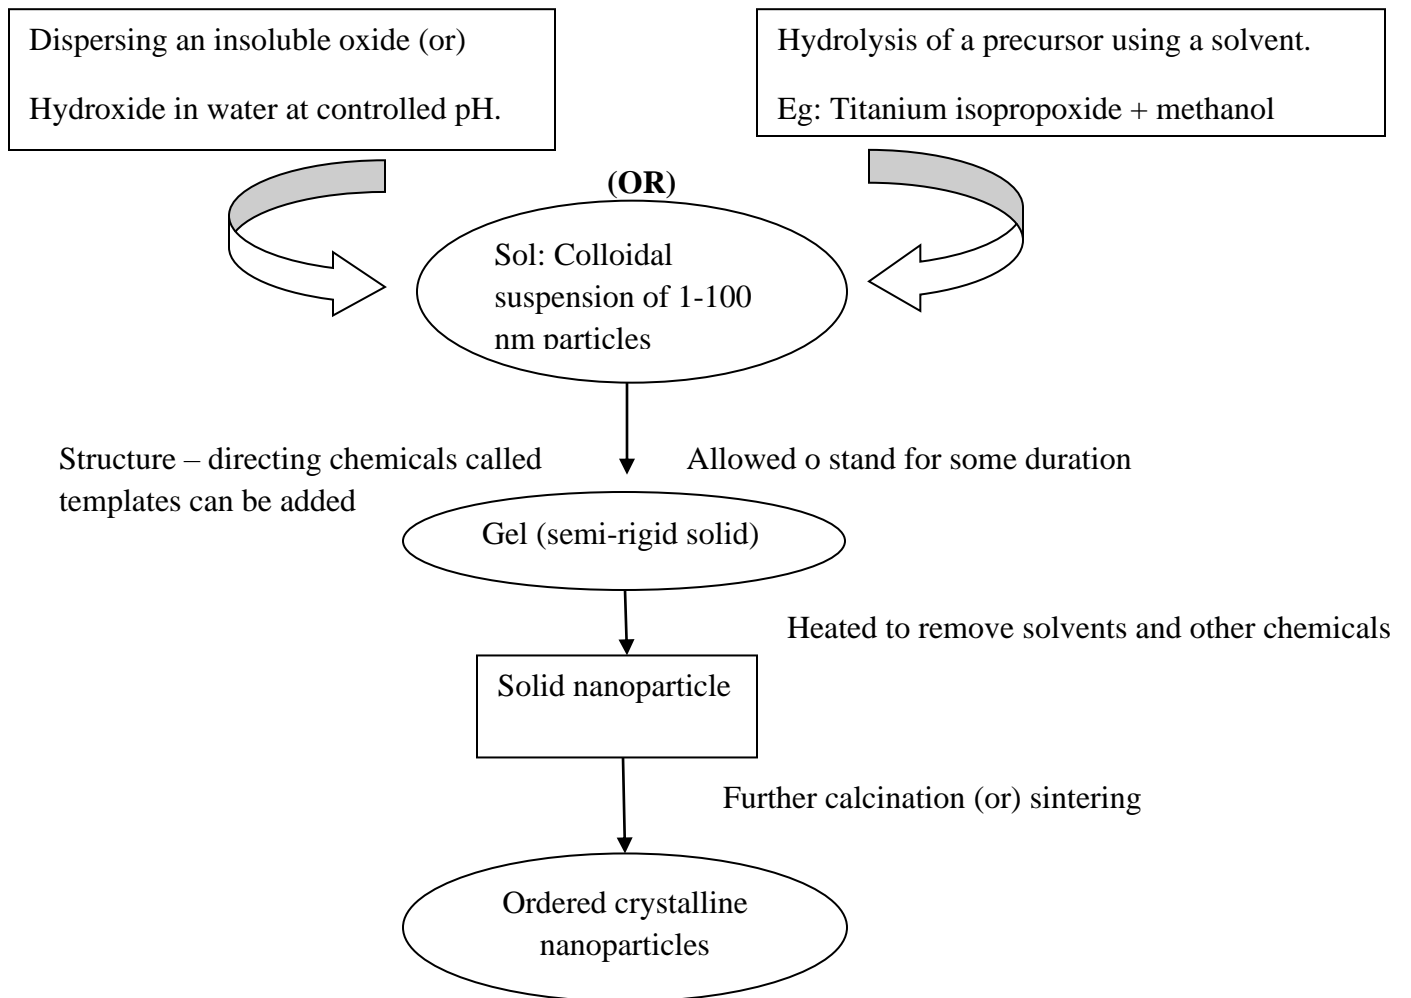 Dispersing an insoluble oxide (or)
Hydroxide in water at controlled pH.
Hydrolysis of a precursor using a solvent.
Eg: Titanium isopropoxide + methanol
(OR)
Sol: Colloidal
suspension of 1-100
nm particles
Structure – directing chemicals called
templates can be added
Allowed o stand for some duration
Gel (semi-rigid solid)
Heated to remove solvents and other chemicals
Solid nanoparticle
Further calcination (or) sintering
Ordered crystalline
nanoparticles